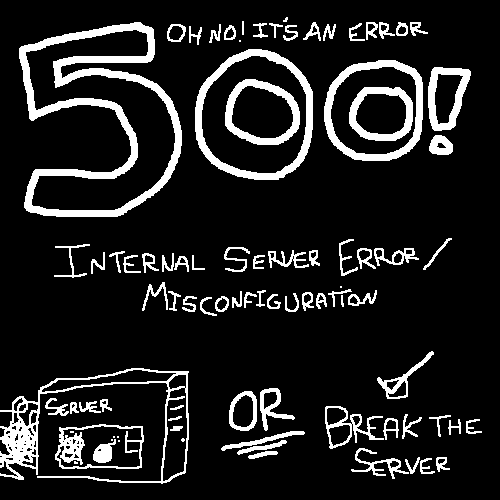 OH NO! IT'S AN ERROR
500!
INTERNAL SERVER ERROR/
MISCONFIGURATION
SERVER
OR
BREAK THE
SERVER